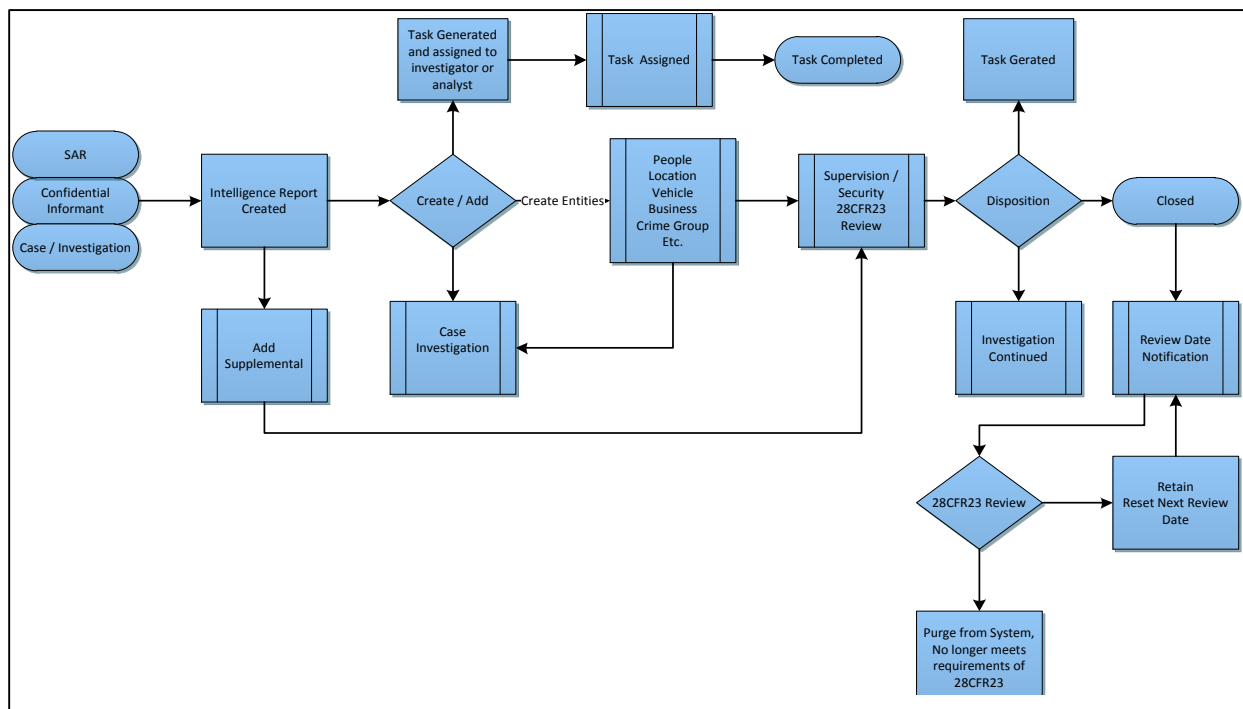 SAR
Confidential
Informant
Case / Investigation
Intelligence Report
Created
Add
Supplemental
Task Generated
and assigned to
investigator or
analyst
Task  Assigned
Task Completed
Create / Add
Create Entities
People
Location
Vehicle
Business
Crime Group
Etc.
Case
Investigation
Supervision /
Security
28CFR23
Review
Task Gerated
Disposition
Closed
Investigation
Continued
Review Date
Notification
28CFR23 Review
Retain
Reset Next Review
Date
Purge from System,
No longer meets
requirements of
28CFR23